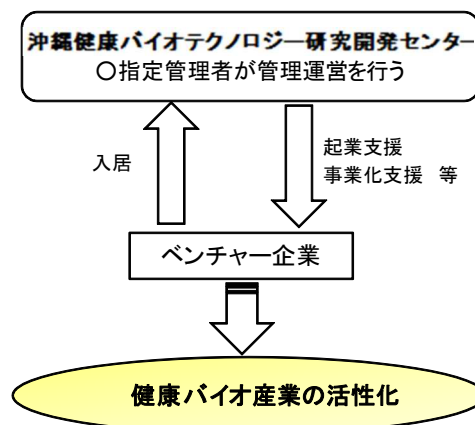 沖縄健康バイオテクノロジー研究開発センター
○指定管理者が管理運営を行う
入居
起業支援
事業化支援　等
ベンチャー企業
健康バイオ産業の活性化